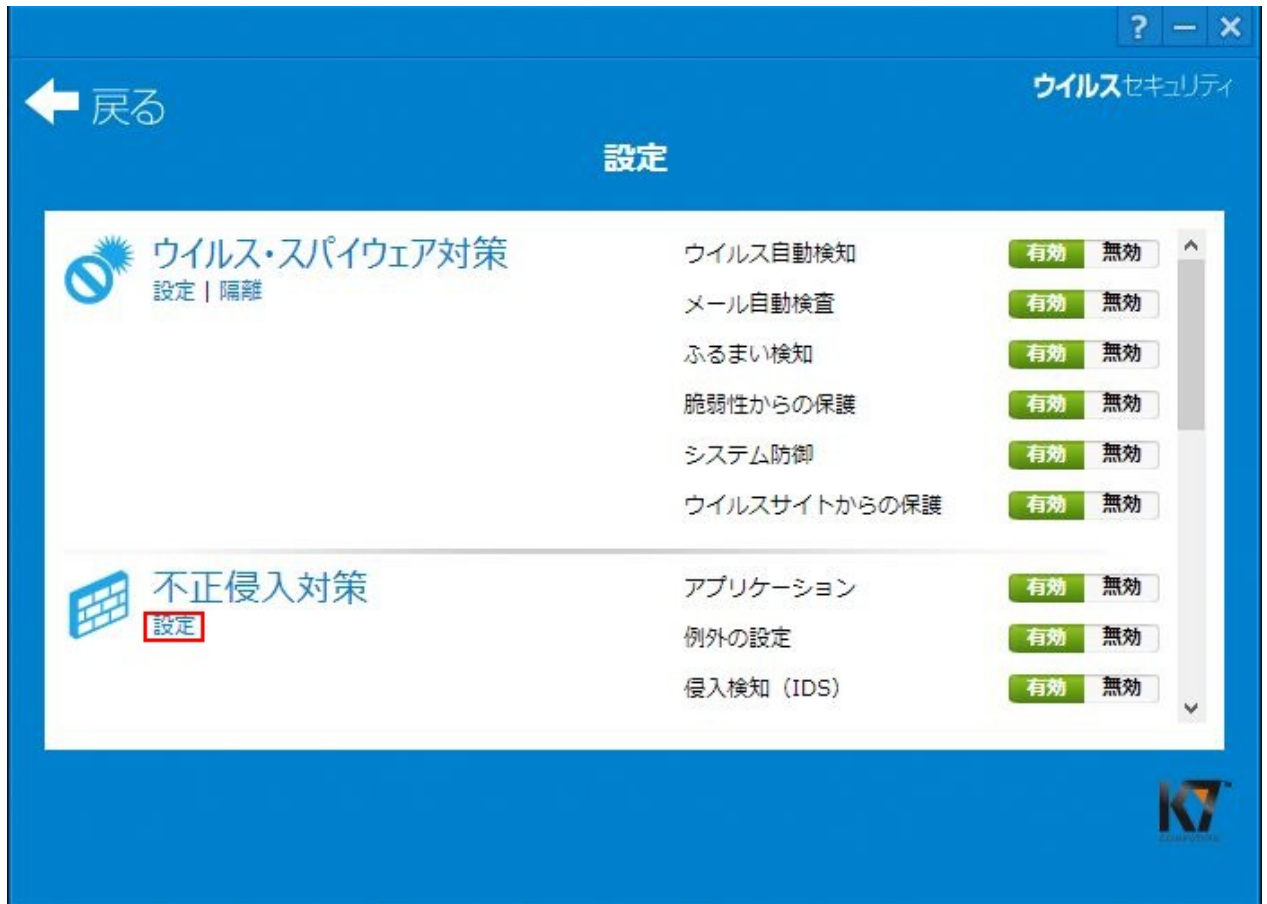 ? － ×
戻る
ウイルスセキュリティ
設定
ウイルス・スパイウェア対策
設定 | 隔離
ウイルス自動検知 有効 無効
メール自動検査 有効 無効
ふるまい検知 有効 無効
脆弱性からの保護 有効 無効
システム防御 有効 無効
ウイルスサイトからの保護 有効 無効
不正侵入対策
設定
アプリケーション 有効 無効
例外の設定 有効 無効
侵入検知（IDS） 有効 無効
K7
COMPUTING